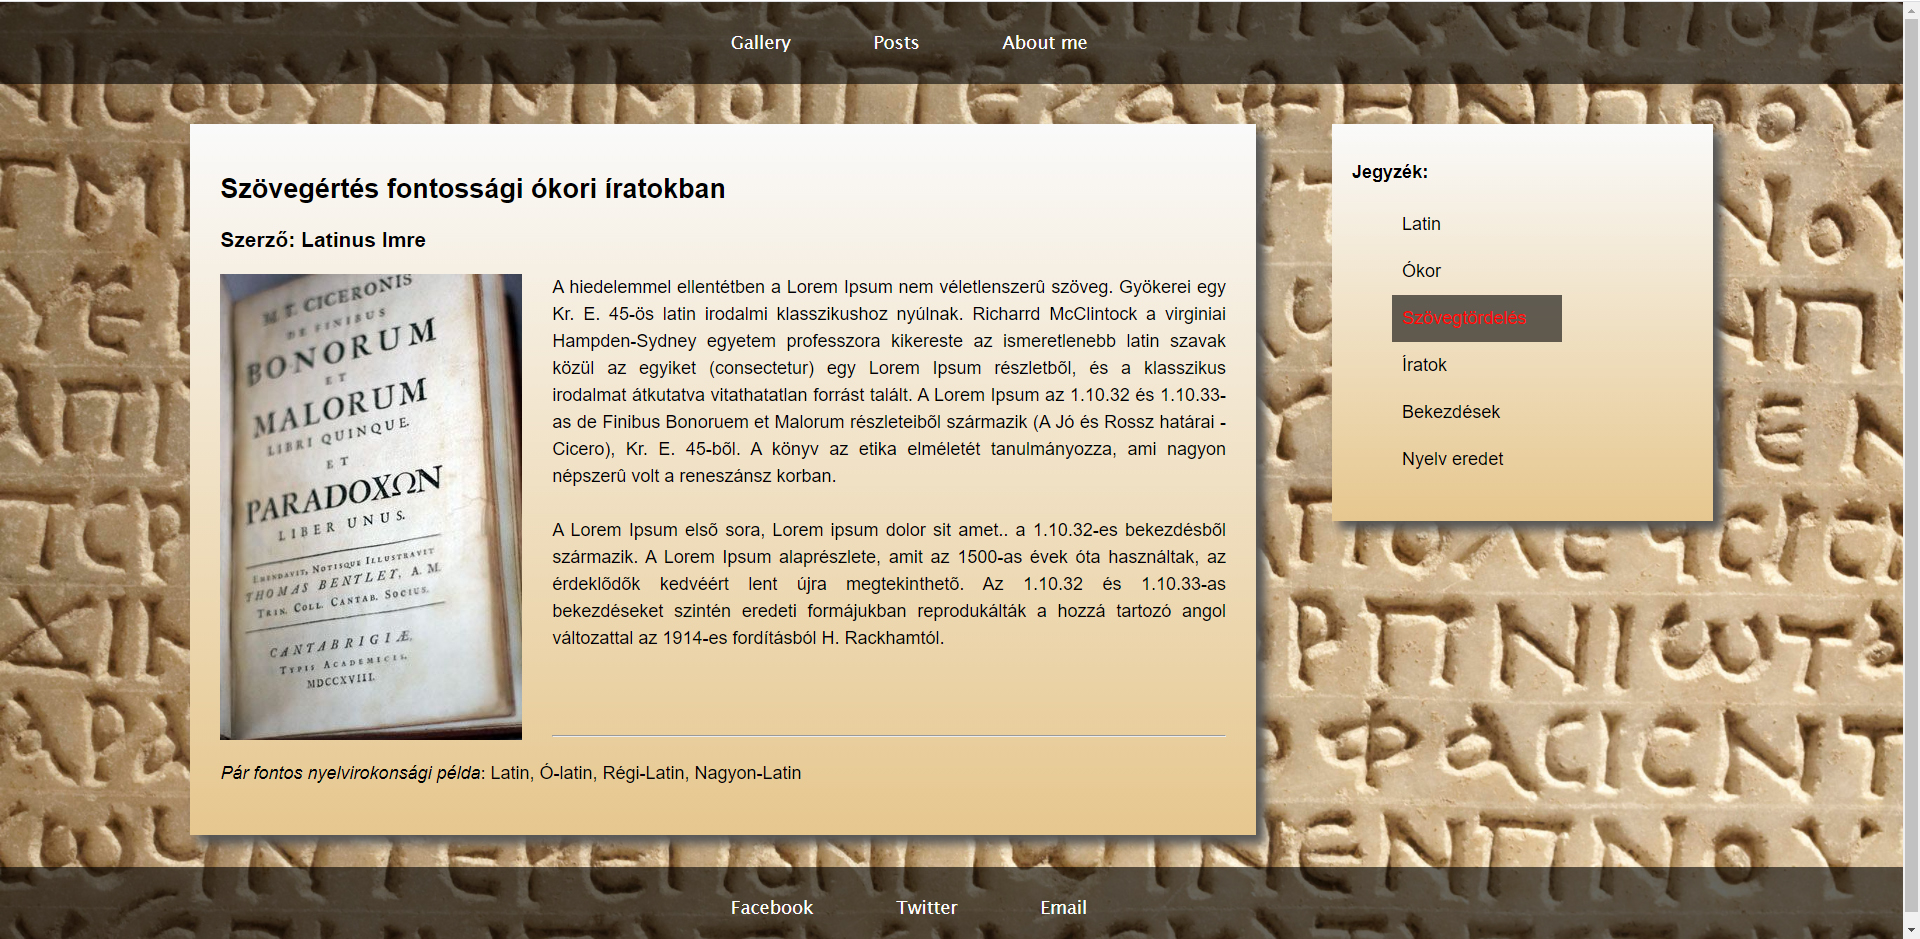 Gallery Posts About me
Szövegértés fontossági ókori íratokban
Szerző: Latinus Imre
M. T. CICERONIS
DE FINIBUS
BONORUM
ET
MALORUM
LIBRI QUINQUE.
ET
PARADOXΩN
LIBER UNUS.
EMENDAVIT, NOTISQUE ILLUSTRAVIT
THOMAS BENTLEY, A. M.
TRIN. COLL. CANTAB. SOCIUS.
CANTABRIGIÆ,
TYPIS ACADEMICIS.
MDCCXVIII.
A hiedelemmel ellentétben a Lorem Ipsum nem véletlenszerû szöveg. Gyökerei egy
Kr. E. 45-ös latin irodalmi klasszikushoz nyúlnak. Richarrd McClintock a virginiai
Hampden-Sydney egyetem professzora kikereste az ismeretlenebb latin szavak
közül az egyiket (consectetur) egy Lorem Ipsum részletből, és a klasszikus
irodalmat átkutatva vitathatatlan forrást talált. A Lorem Ipsum az 1.10.32 és 1.10.33-
as de Finibus Bonoruem et Malorum részleteiből származik (A Jó és Rossz határai -
Cicero), Kr. E. 45-ből. A könyv az etika elméletét tanulmányozza, ami nagyon
népszerû volt a reneszánsz korban.
A Lorem Ipsum első sora, Lorem ipsum dolor sit amet.. a 1.10.32-es bekezdésből
származik. A Lorem Ipsum alaprészlete, amit az 1500-as évek óta használtak, az
érdeklődők kedvéért lent újra megtekinthető. Az 1.10.32 és 1.10.33-as
bekezdéseket szintén eredeti formájukban reprodukálták a hozzá tartozó angol
változattal az 1914-es fordításból H. Rackhamtól.
Pár fontos nyelvirokonsági példa: Latin, Ó-latin, Régi-Latin, Nagyon-Latin
Jegyzék:
Latin
Ókor
Szövegtördelés
Íratok
Bekezdések
Nyelv eredet
Facebook Twitter Email